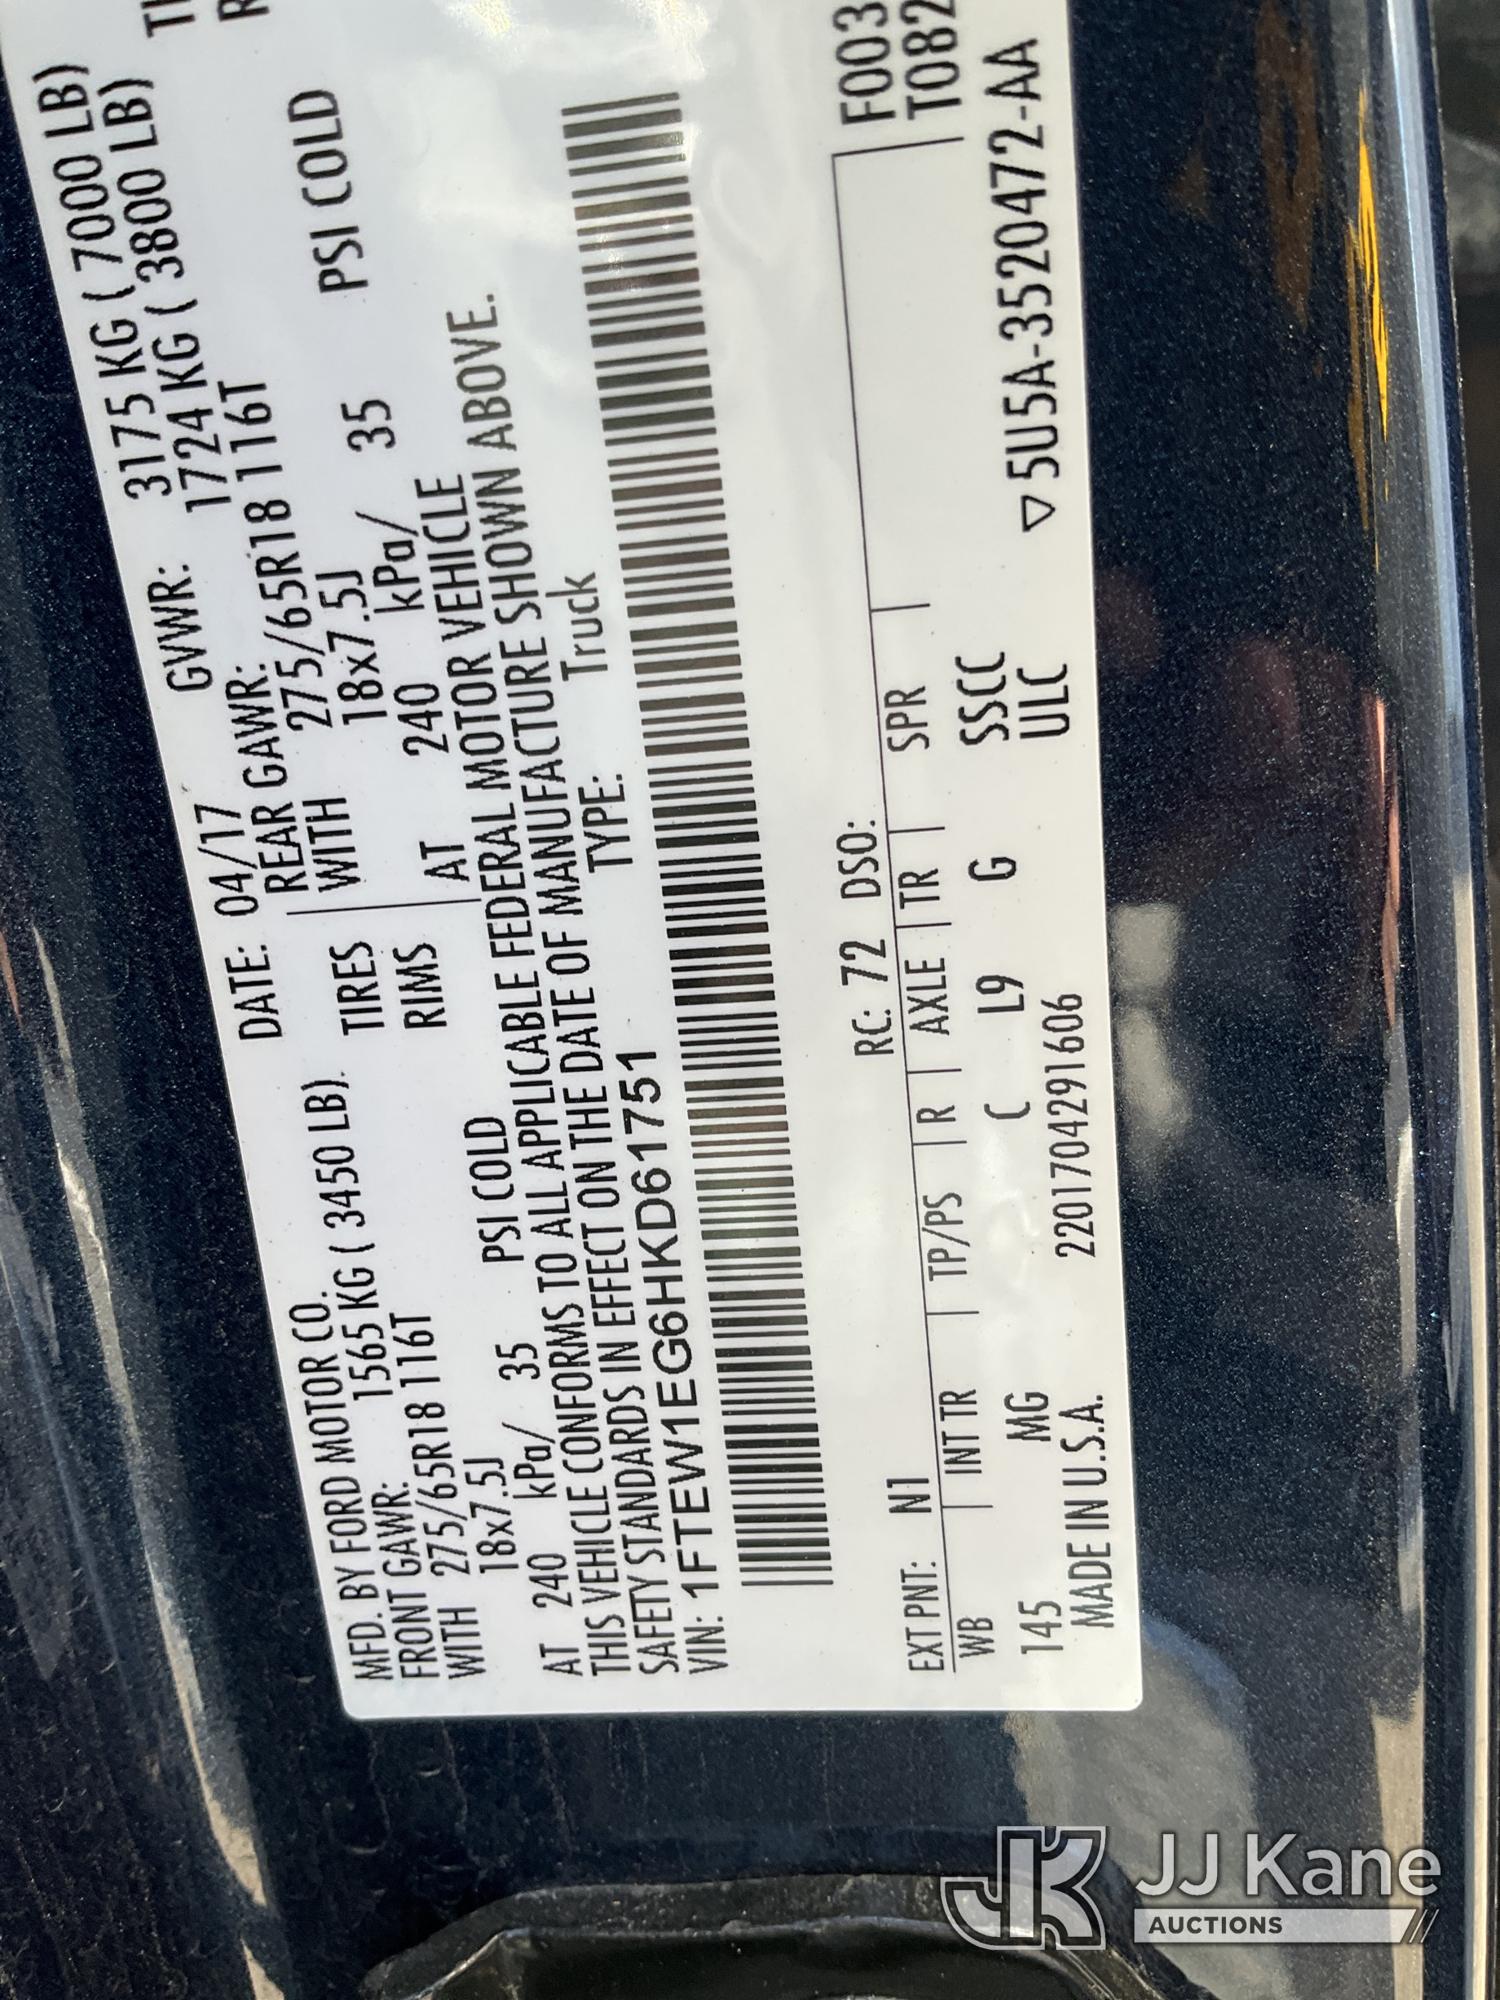 MFD. BY FORD MOTOR CO. DATE: 04/17 GVWR: 3175 KG ( 7000 LB)
FRONT GAWR: 1565 KG ( 3450 LB). REAR GAWR: 1724 KG ( 3800 LB)
WITH 275/65R18 116T TIRES WITH 275/65R18 116T
18x7.5J RIMS 18x7.5J
AT 240 kPa/ 35 PSI COLD AT 240 kPa/ 35 PSI COLD
THIS VEHICLE CONFORMS TO ALL APPLICABLE FEDERAL MOTOR VEHICLE
SAFETY STANDARDS IN EFFECT ON THE DATE OF MANUFACTURE SHOWN ABOVE.
VIN: 1FTEW1EG6HKD61751 TYPE: Truck
F003
T082
EXT PNT: N1 RC: 72 DSO:
WB INT TR TP/PS R AXLE TR SPR
145 MG C L9 G SSCC
MADE IN U.S.A. 220170429160​6 ULC
▽5U5A-3520472-AA
JK JJ Kane
AUCTIONS